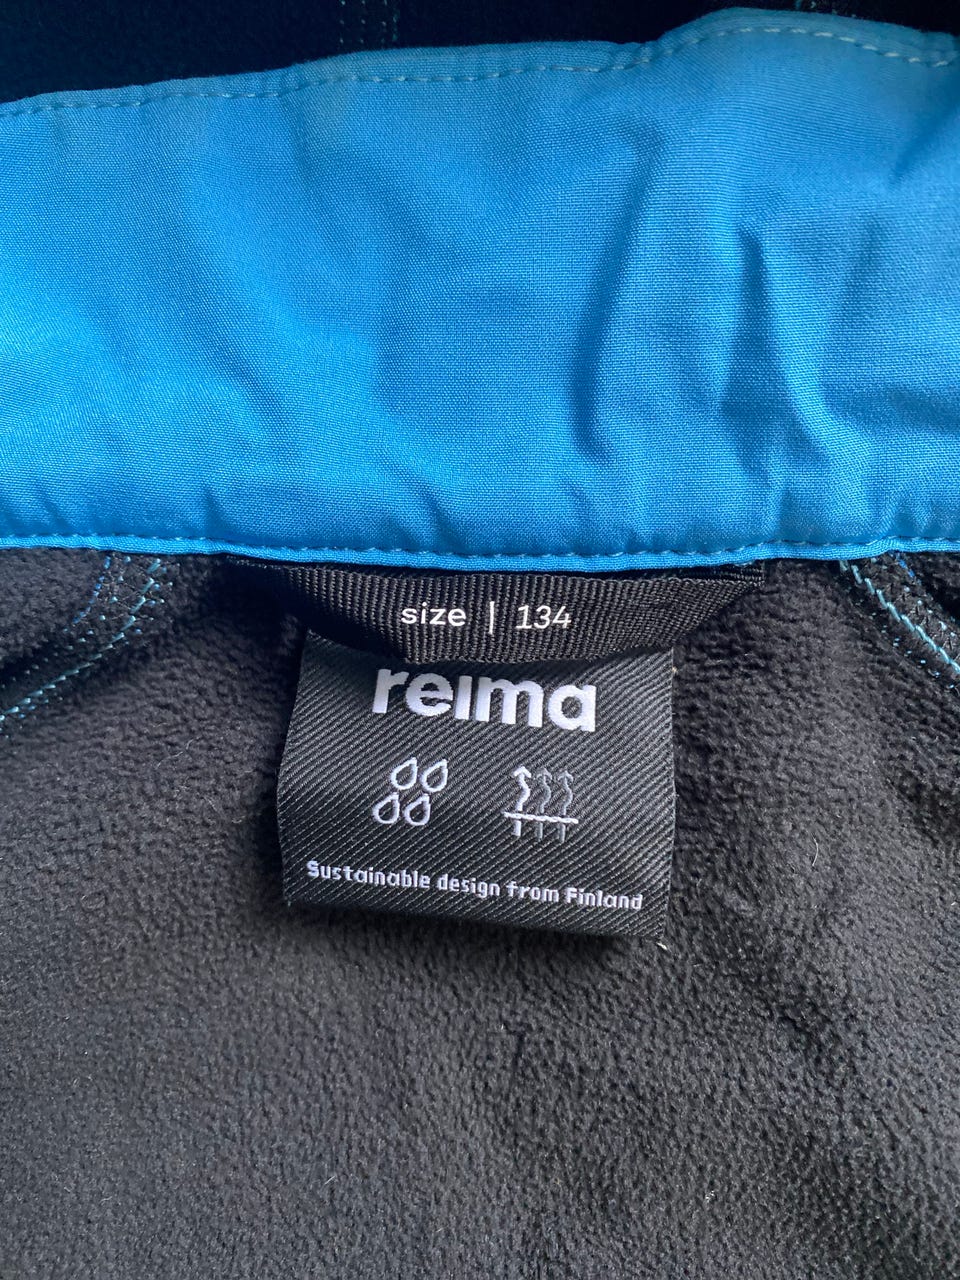 size | 134
reima
Sustainable design from Finland